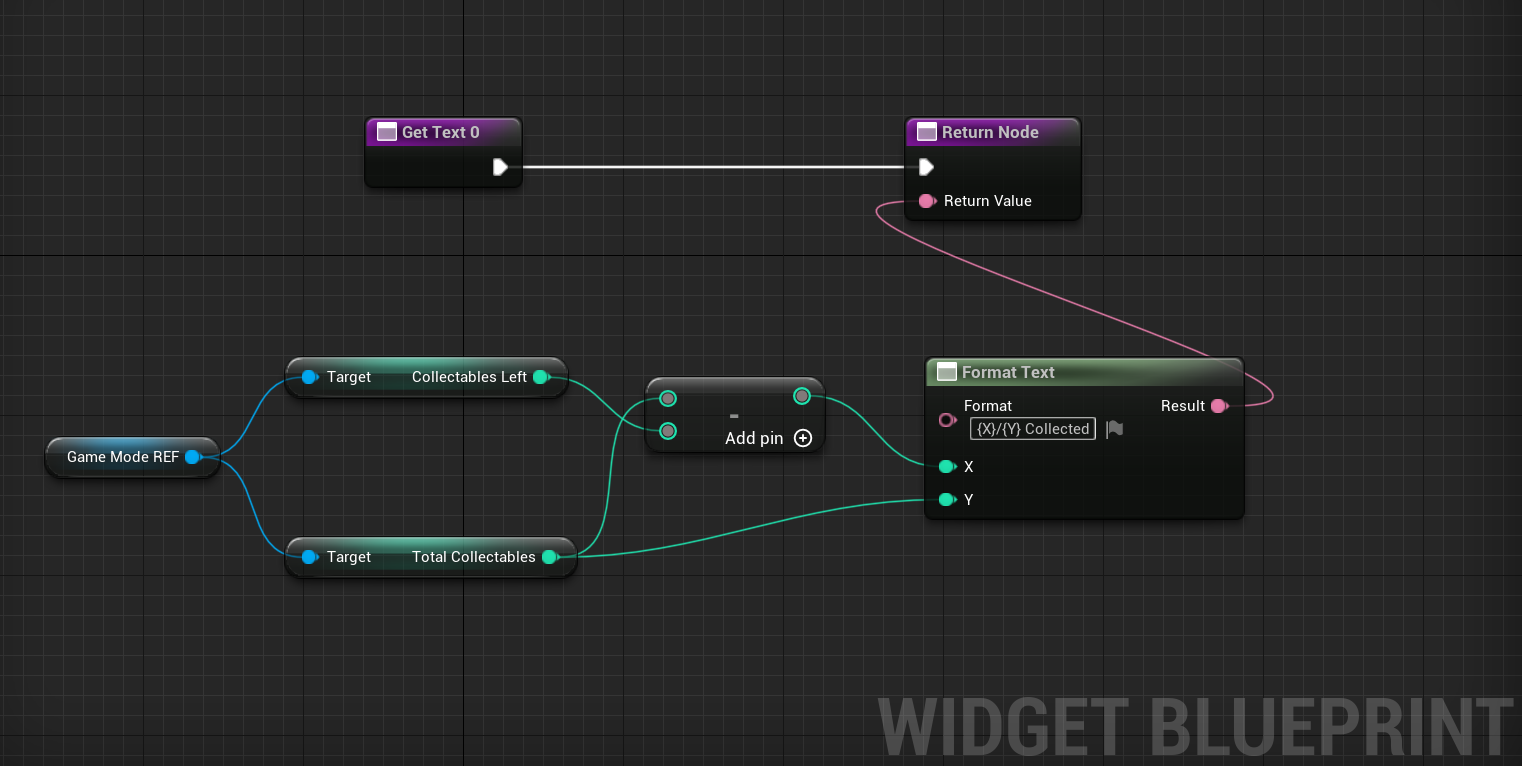 Get Text 0
Return Node
Return Value
Target Collectables Left
Game Mode REF
-
Add pin
Target Total Collectables
Format Text
Format Result
{X}/{Y} Collected
X
Y
WIDGET BLUEPRINT